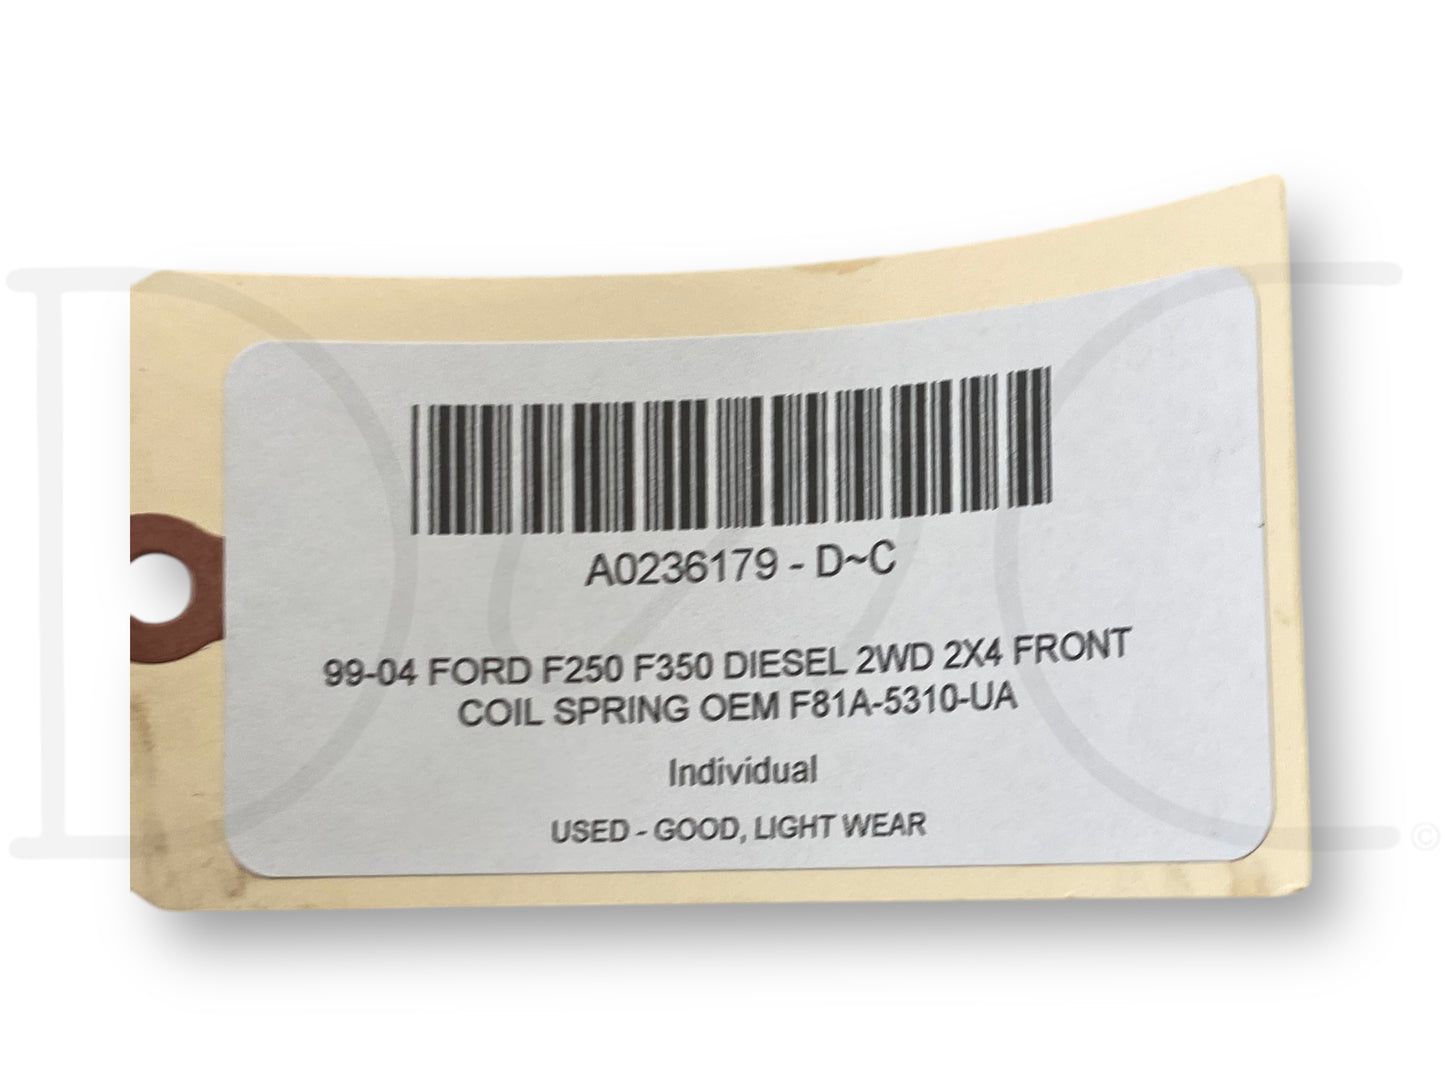 A0236179 - D~C
99-04 FORD F250 F350 DIESEL 2WD 2X4 FRONT
COIL SPRING OEM F81A-5310-UA
Individual
USED - GOOD, LIGHT WEAR
©